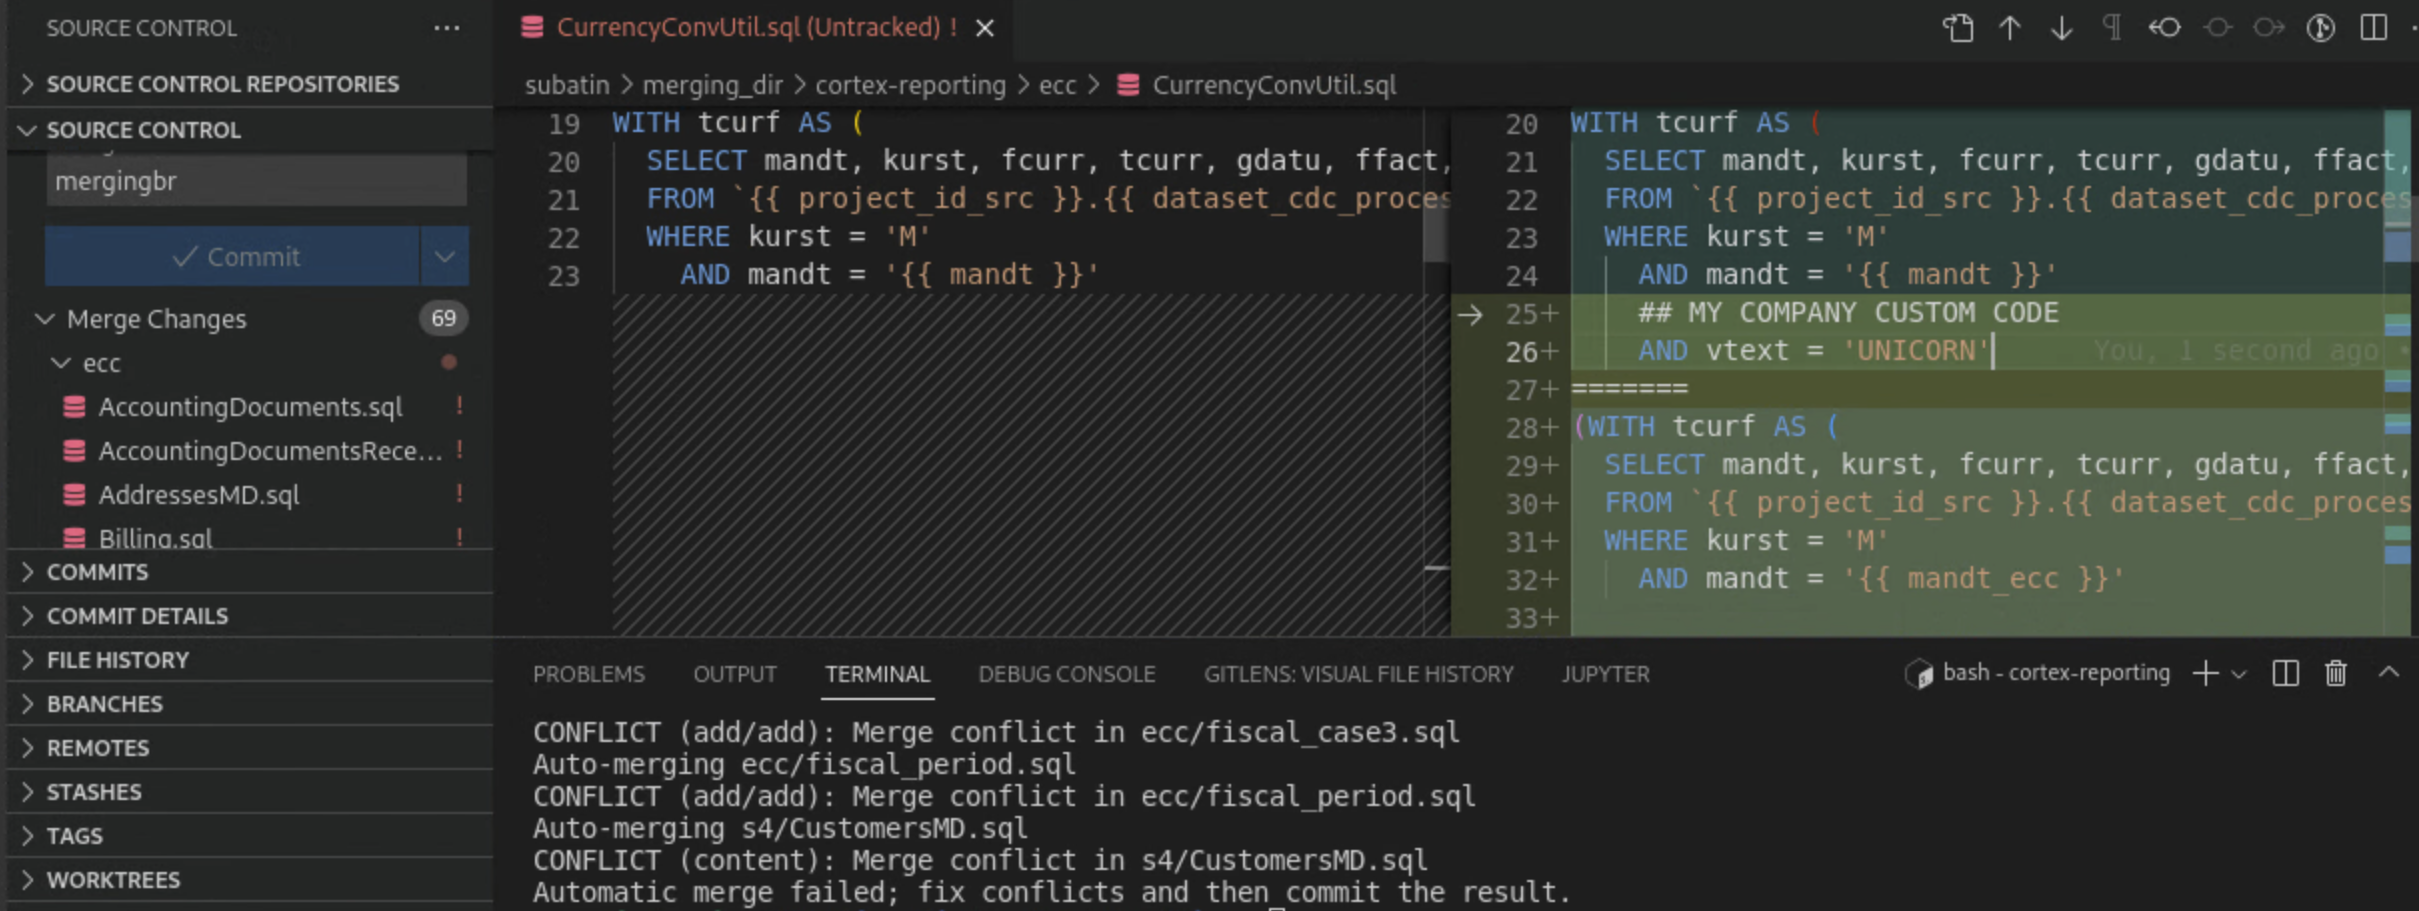 SOURCE CONTROL ...
SOURCE CONTROL REPOSITORIES
SOURCE CONTROL
mergingbr
Commit
Merge Changes 69
ecc
AccountingDocuments.sql !
AccountingDocumentsRece... !
AddressesMD.sql !
Billing.sql !
COMMITS
COMMIT DETAILS
FILE HISTORY
BRANCHES
REMOTES
STASHES
TAGS
WORKTREES
CurrencyConvUtil.sql (Untracked) !
subatin > merging_dir > cortex-reporting > ecc > CurrencyConvUtil.sql
19 WITH tcurf AS (
20 SELECT mandt, kurst, fcurr, tcurr, gdatu, ffact,
21 FROM `{{ project_id_src }}.{{ dataset_cdc_proces
22 WHERE kurst = 'M'
23 AND mandt = '{{ mandt }}'
20 WITH tcurf AS (
21 SELECT mandt, kurst, fcurr, tcurr, gdatu, ffact,
22 FROM `{{ project_id_src }}.{{ dataset_cdc_proces
23 WHERE kurst = 'M'
24 AND mandt = '{{ mandt }}'
25+ ## MY COMPANY CUSTOM CODE
26+ AND vtext = 'UNICORN' You, 1 second ago •
27+ =======
28+ (WITH tcurf AS (
29+ SELECT mandt, kurst, fcurr, tcurr, gdatu, ffact,
30+ FROM `{{ project_id_src }}.{{ dataset_cdc_proces
31+ WHERE kurst = 'M'
32+ AND mandt = '{{ mandt_ecc }}'
33+
PROBLEMS OUTPUT TERMINAL DEBUG CONSOLE GITLENS: VISUAL FILE HISTORY JUPYTER bash - cortex-reporting
CONFLICT (add/add): Merge conflict in ecc/fiscal_case3.sql
Auto-merging ecc/fiscal_period.sql
CONFLICT (add/add): Merge conflict in ecc/fiscal_period.sql
Auto-merging s4/CustomersMD.sql
CONFLICT (content): Merge conflict in s4/CustomersMD.sql
Automatic merge failed; fix conflicts and then commit the result.